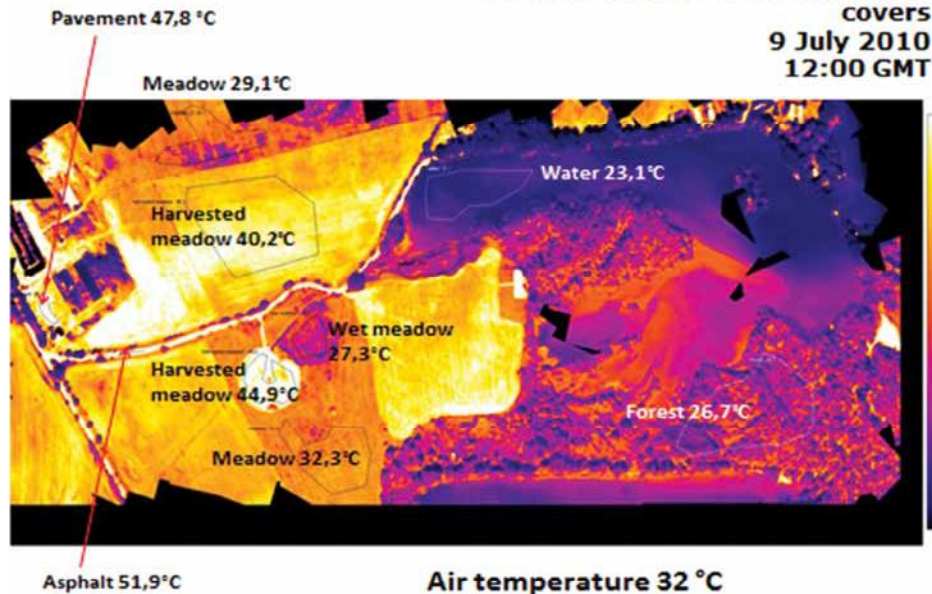 covers
Pavement 47,8 °C
9 July 2010
12:00 GMT
Meadow 29,1°C
Water 23,1°C
Harvested
meadow 40,2°C
Wet meadow
27,3°C
Harvested
meadow 44,9°C
Forest 26,7°C
Meadow 32,3°C
Asphalt 51,9°C
Air temperature 32 °C